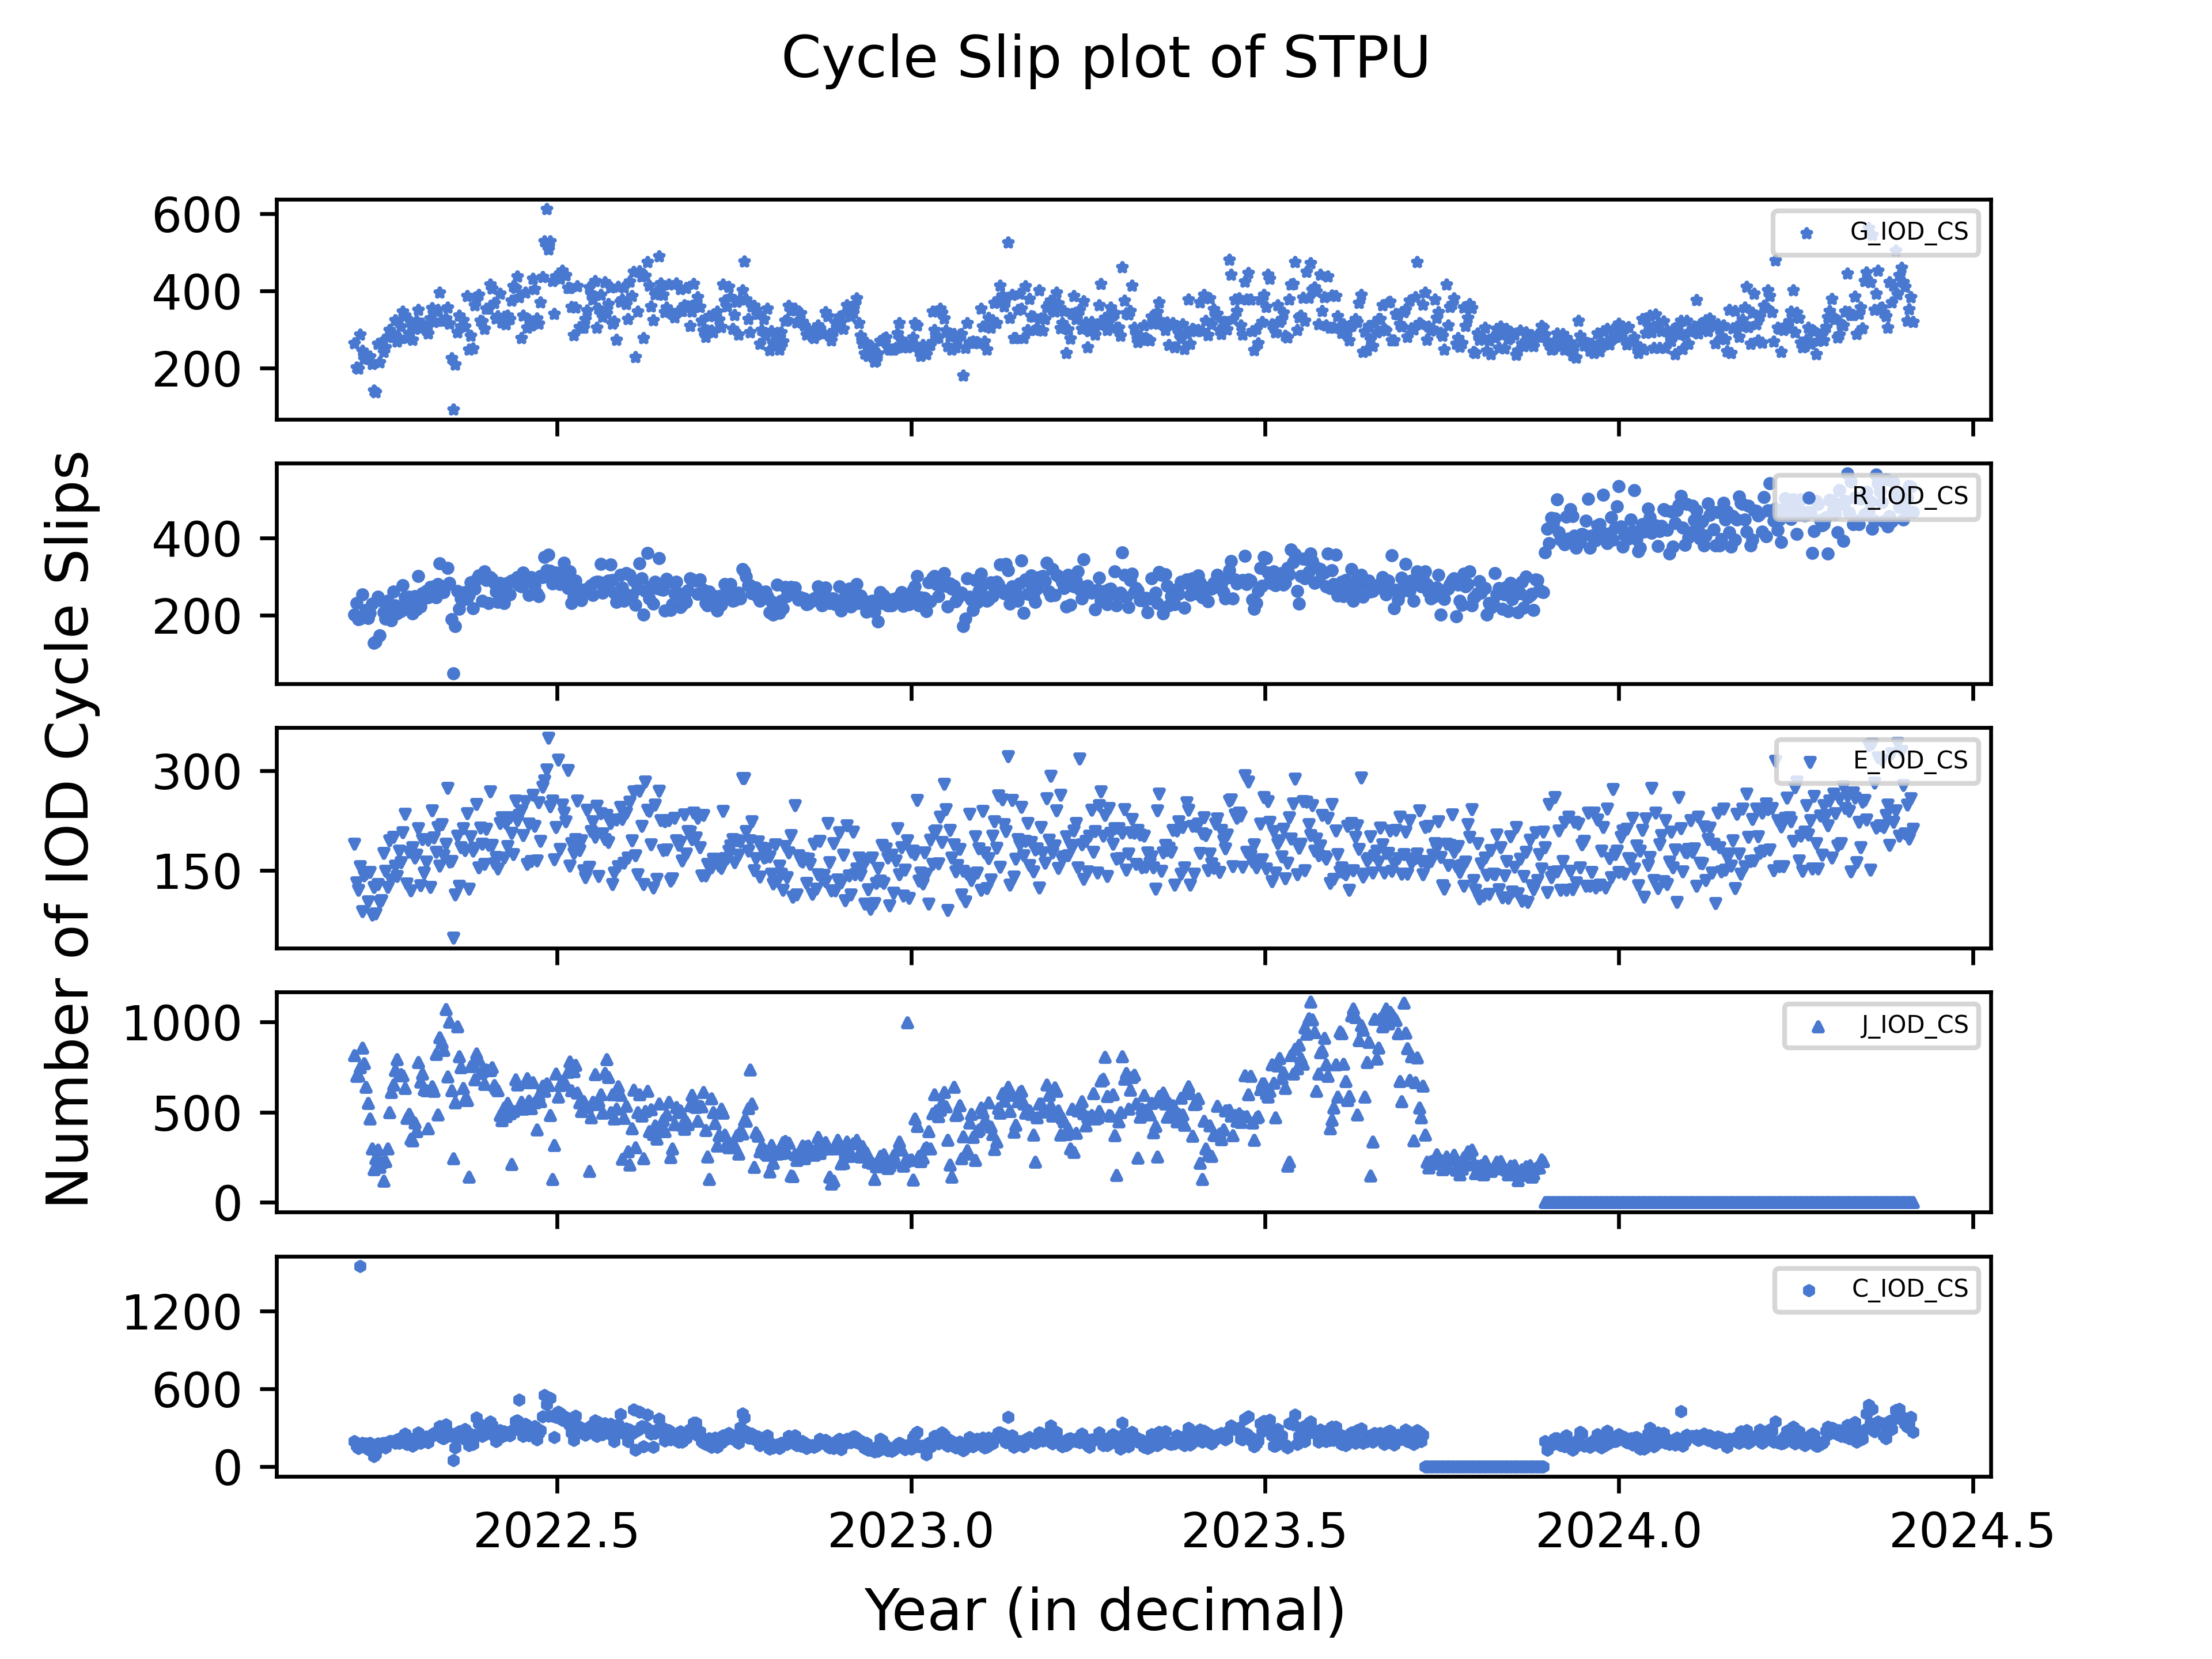 Cycle Slip plot of STPU
Number of IOD Cycle Slips
600
400
200
G_IOD_CS
400
200
R_IOD_CS
300
150
E_IOD_CS
1000
500
0
J_IOD_CS
1200
600
0
C_IOD_CS
2022.5 2023.0 2023.5 2024.0 2024.5
Year (in decimal)